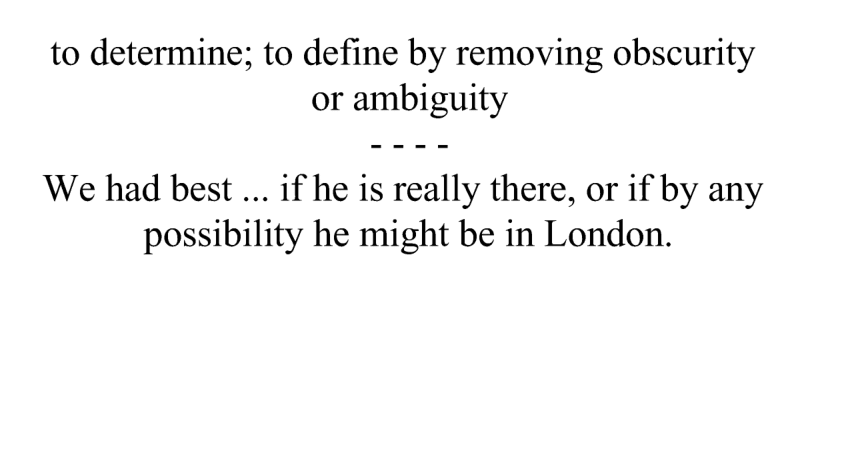 to determine; to define by removing obscurity
or ambiguity
- - - -
We had best ... if he is really there, or if by any
possibility he might be in London.